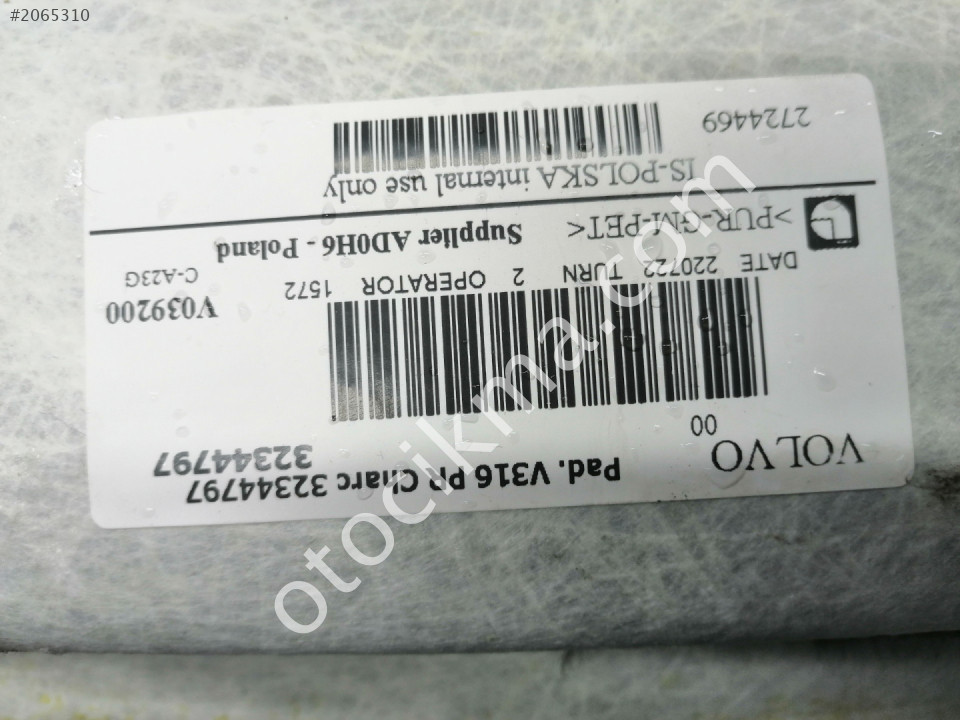 #2065310
Pad. V316 PR Charc 32344797
32344797
VOLVO
00
V039200
C-A23G
DATE 220722 TURN 2 OPERATOR 1572
>PUR-GM-PET<
Supplier AD0H6 - Poland
IS-POLSKA internal use only
2724469
otocikma.com